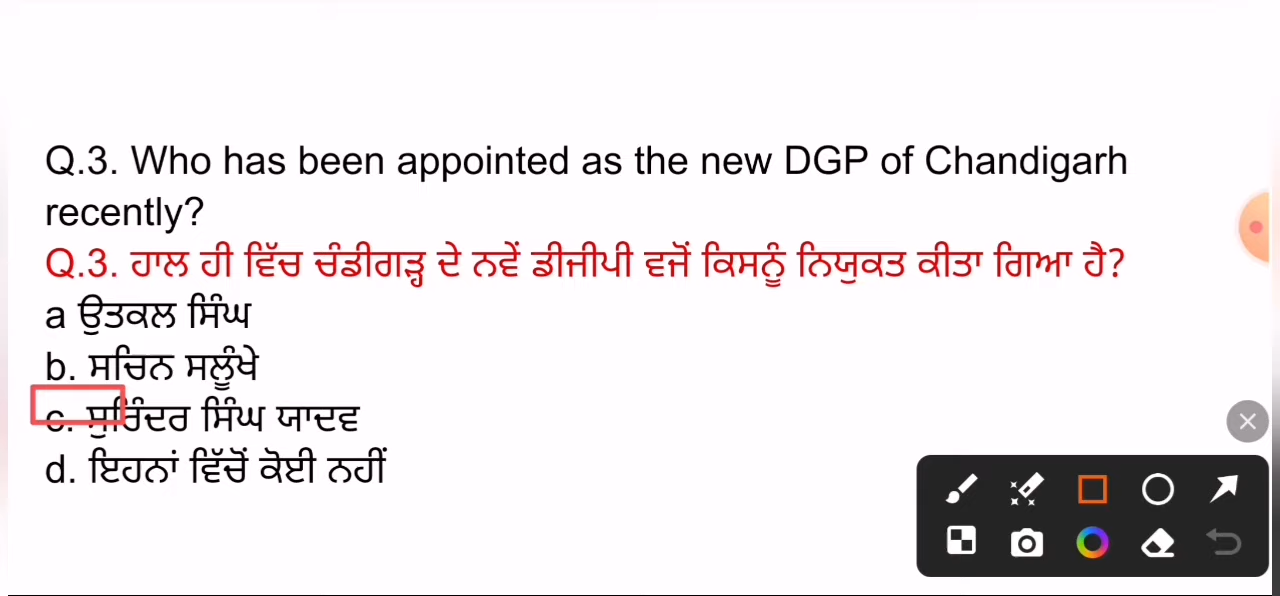 Q.3. Who has been appointed as the new DGP of Chandigarh
recently?
Q.3. ਹਾਲ ਹੀ ਵਿੱਚ ਚੰਡੀਗੜ੍ਹ ਦੇ ਨਵੇਂ ਡੀਜੀਪੀ ਵਜੋਂ ਕਿਸਨੂੰ ਨਿਯੁਕਤ ਕੀਤਾ ਗਿਆ ਹੈ?
a ਉਤਕਲ ਸਿੰਘ
b. ਸਚਿਨ ਸਲੂੰਖੇ
c. ਸੁਰਿੰਦਰ ਸਿੰਘ ਯਾਦਵ
d. ਇਹਨਾਂ ਵਿੱਚੋਂ ਕੋਈ ਨਹੀਂ